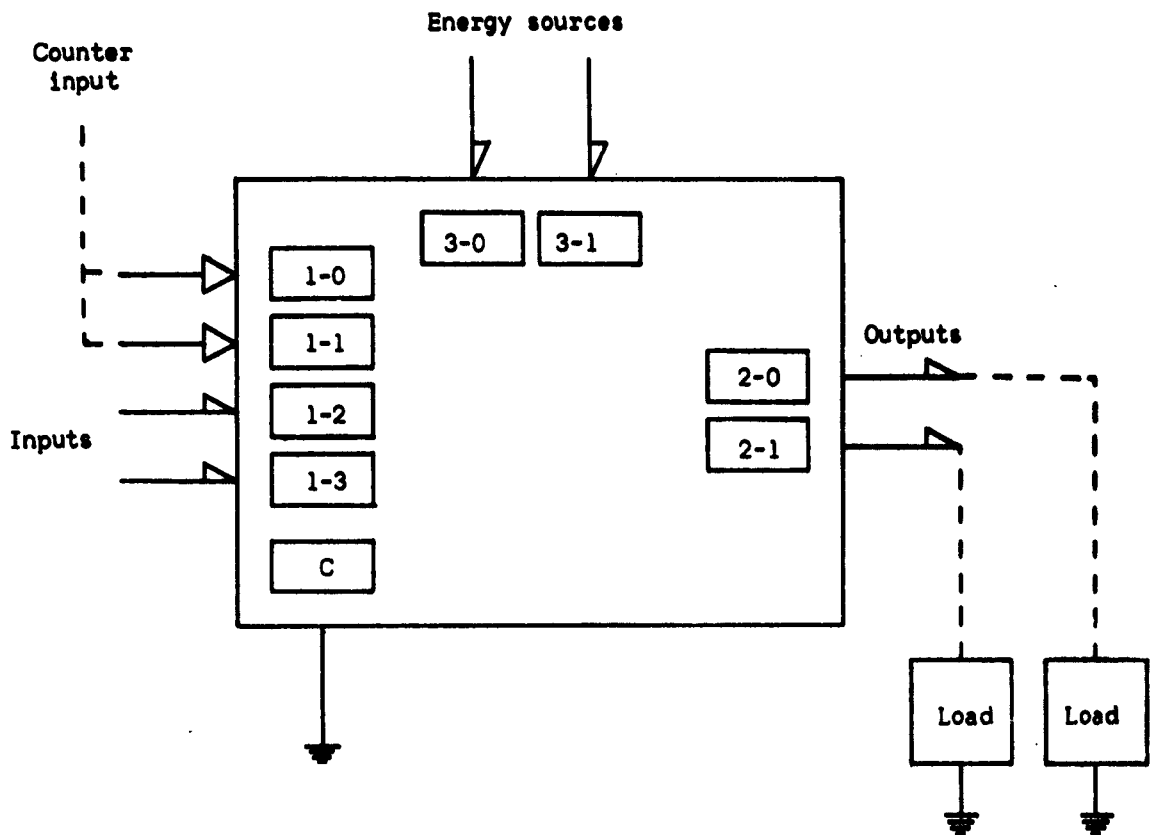 Energy sources
Counter
input
3-0 3-1
1-0
1-1
Outputs
2-0
1-2
Inputs
2-1
1-3
C
Load Load